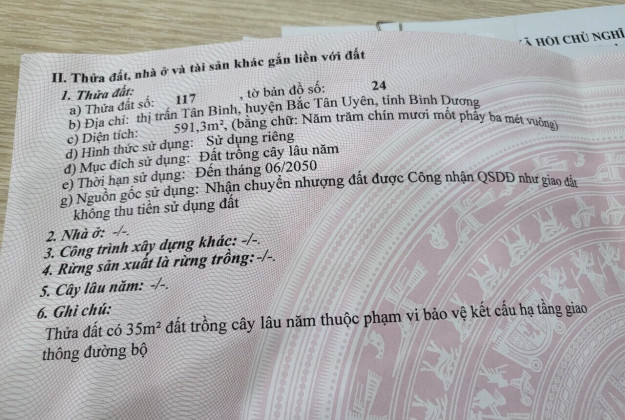 Ã HỘI CHỦ NGHĨ
II. Thửa đất, nhà ở và tài sản khác gắn liền với đất
1. Thửa đất:
a) Thửa đất số: 117 , tờ bản đồ số: 24
b) Địa chỉ: thị trấn Tân Bình, huyện Bắc Tân Uyên, tỉnh Bình Dương
c) Diện tích: 591,3m², (bằng chữ: Năm trăm chín mươi mốt phảy ba mét vuông)
d) Hình thức sử dụng: Sử dụng riêng
đ) Mục đích sử dụng: Đất trồng cây lâu năm
e) Thời hạn sử dụng: Đến tháng 06/2050
g) Nguồn gốc sử dụng: Nhận chuyển nhượng đất được Công nhận QSDĐ như giao đất
không thu tiền sử dụng đất
2. Nhà ở: -/-.
3. Công trình xây dựng khác: -/-.
4. Rừng sản xuất là rừng trồng: -/-.
5. Cây lâu năm: -/-.
6. Ghi chú:
Thửa đất có 35m² đất trồng cây lâu năm thuộc phạm vi bảo vệ kết cấu hạ tầng giao
thông đường bộ